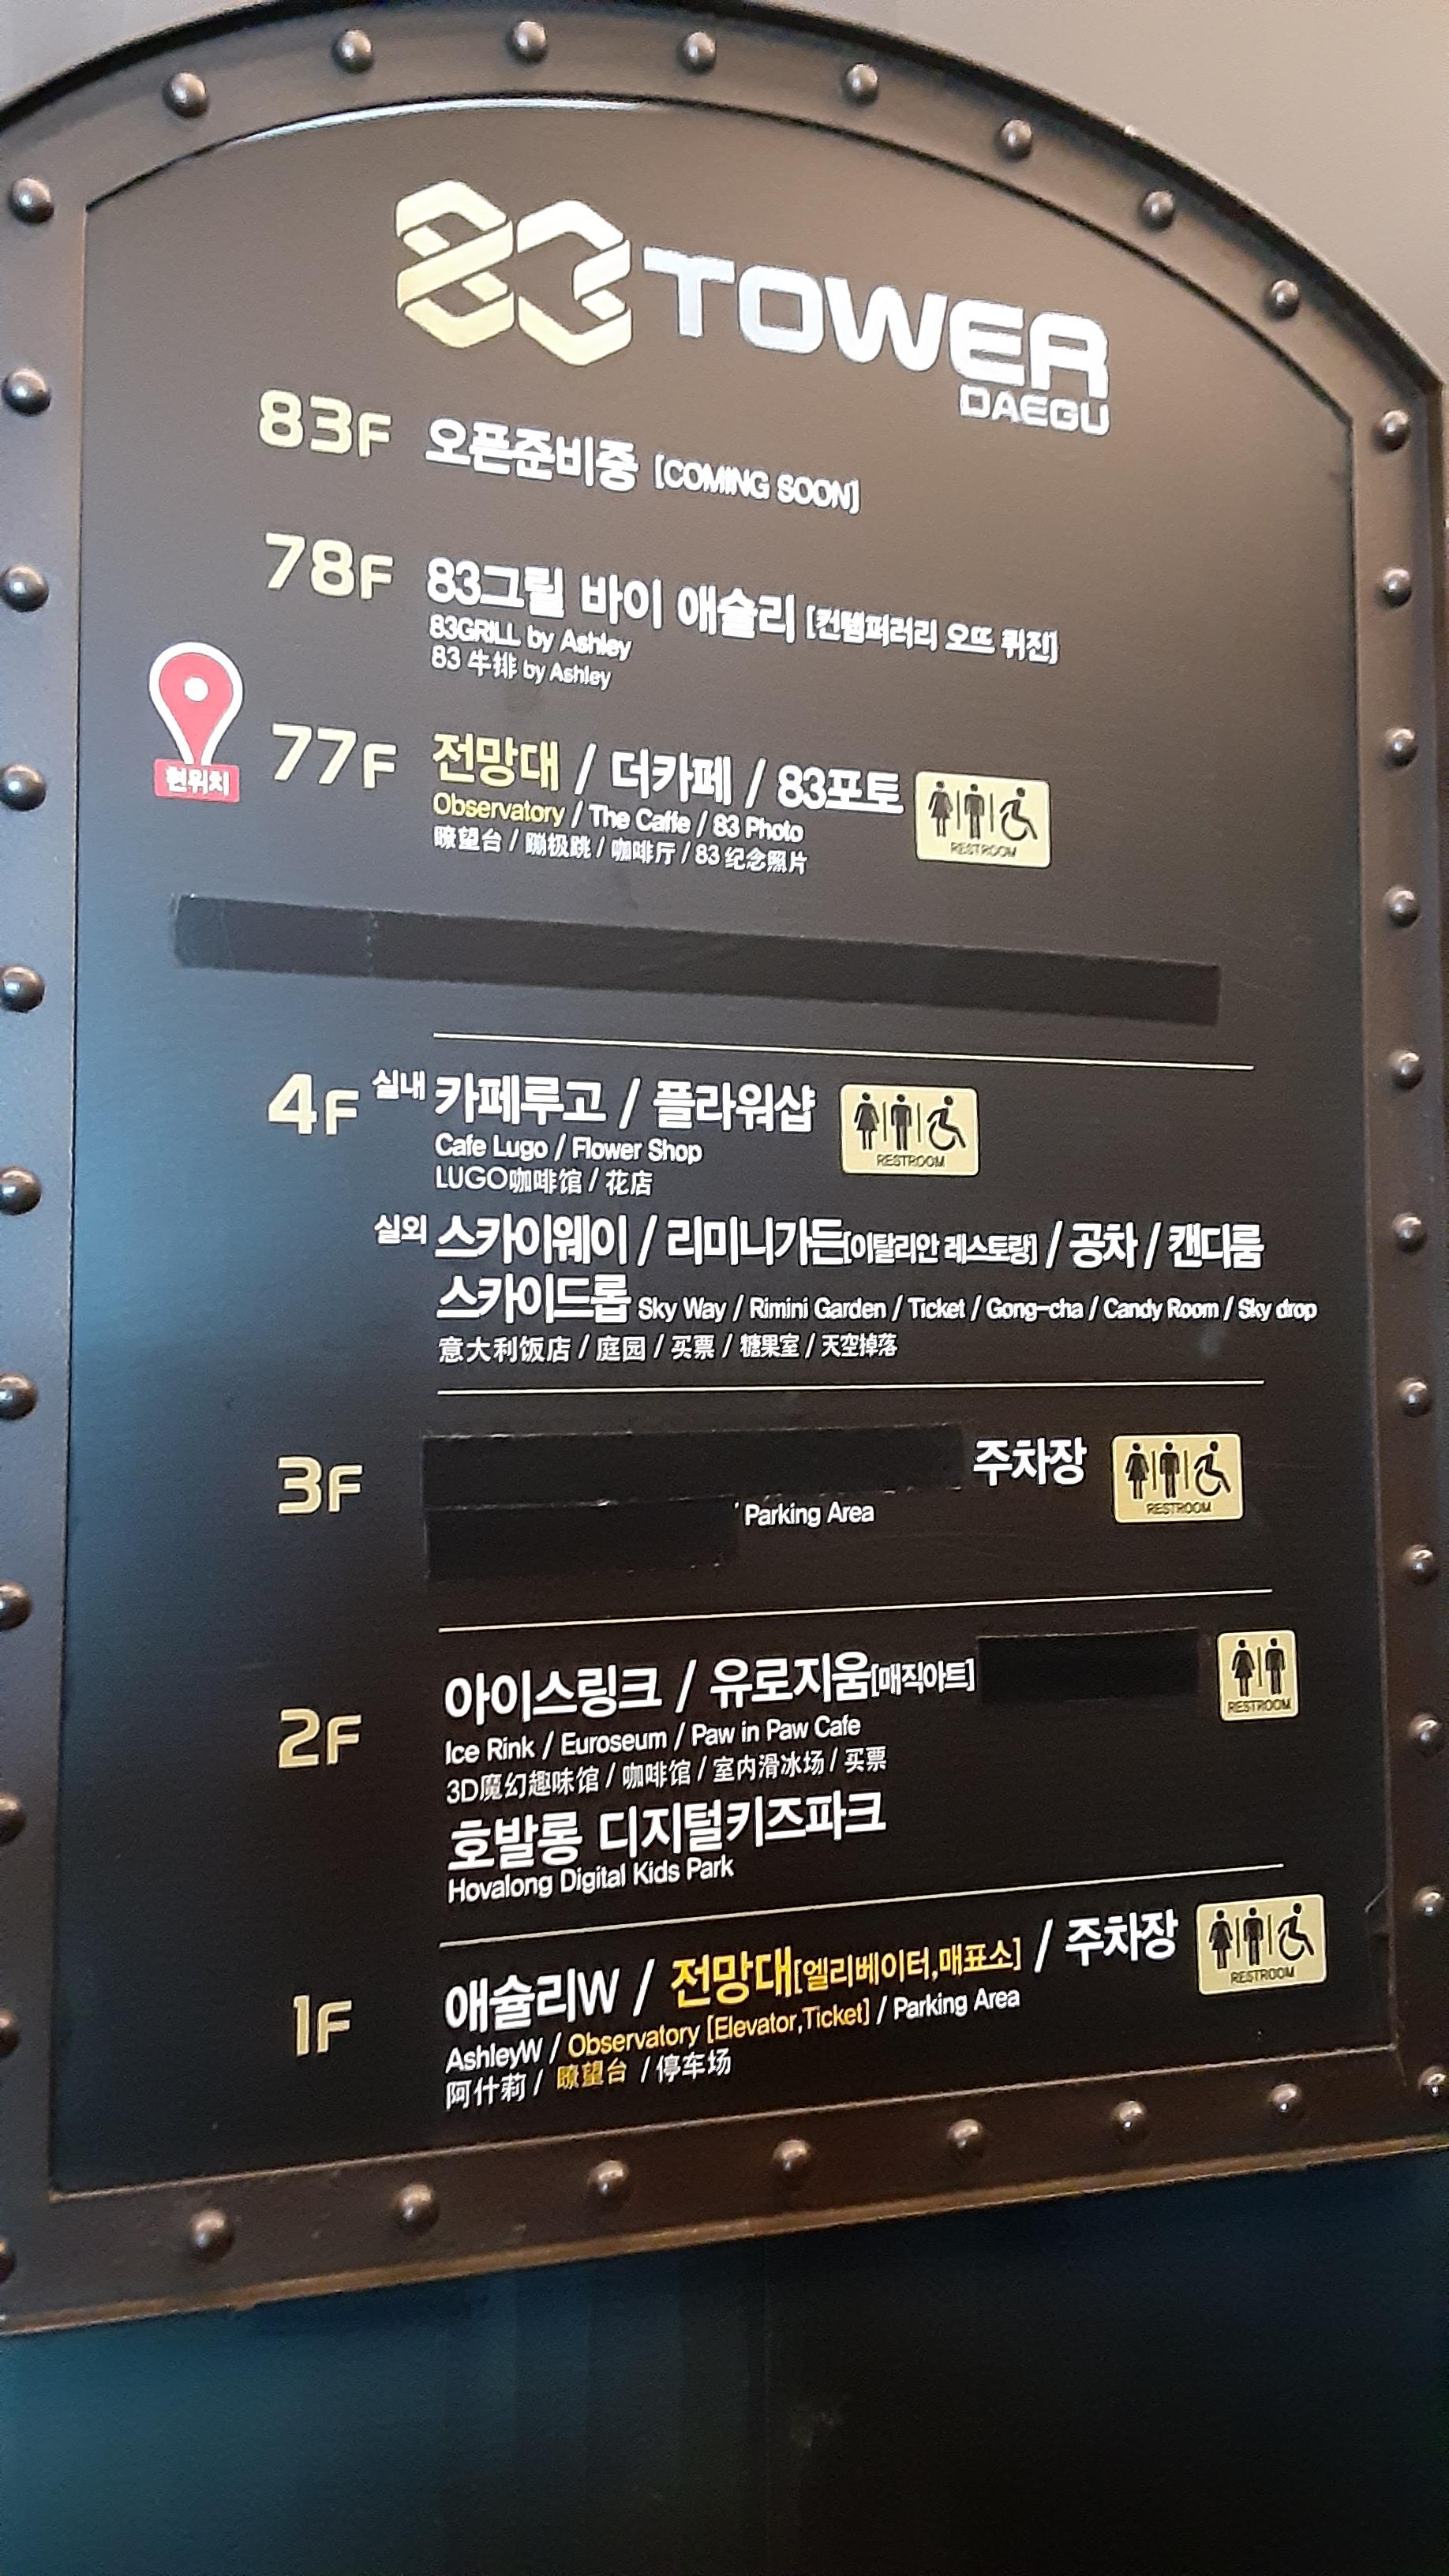 83 TOWER
DAEGU
83F 오픈준비중 [COMING SOON]
78F 83그릴 바이 애슐리 [컨템퍼러리 오뜨 퀴진]
83GRILL by Ashley
83 牛排 by Ashley
현위치
77F 전망대 / 더카페 / 83포토
Observatory / The Caffe / 83 Photo
瞭望台 / 蹦极跳 / 咖啡厅 / 83 纪念照片
RESTROOM
4F 실내 카페루고 / 플라워샵
Cafe Lugo / Flower Shop
LUGO咖啡馆 / 花店
RESTROOM
실외 스카이웨이 / 리미니가든[이탈리안 레스토랑] / 공차 / 캔디룸
스카이드롭 Sky Way / Rimini Garden / Ticket / Gong-cha / Candy Room / Sky drop
意大利饭店 / 庭园 / 买票 / 糖果室 / 天空掉落
3F 주차장
Parking Area
RESTROOM
2F 아이스링크 / 유로지움[매직아트]
Ice Rink / Euroseum / Paw in Paw Cafe
3D魔幻趣味馆 / 咖啡馆 / 室内滑冰场 / 买票
RESTROOM
호발롱 디지털키즈파크
Hovalong Digital Kids Park
1F 애슐리W / 전망대[엘리베이터,매표소] / 주차장
AshleyW / Observatory [Elevator,Ticket] / Parking Area
阿什莉 / 瞭望台 / 停车场
RESTROOM